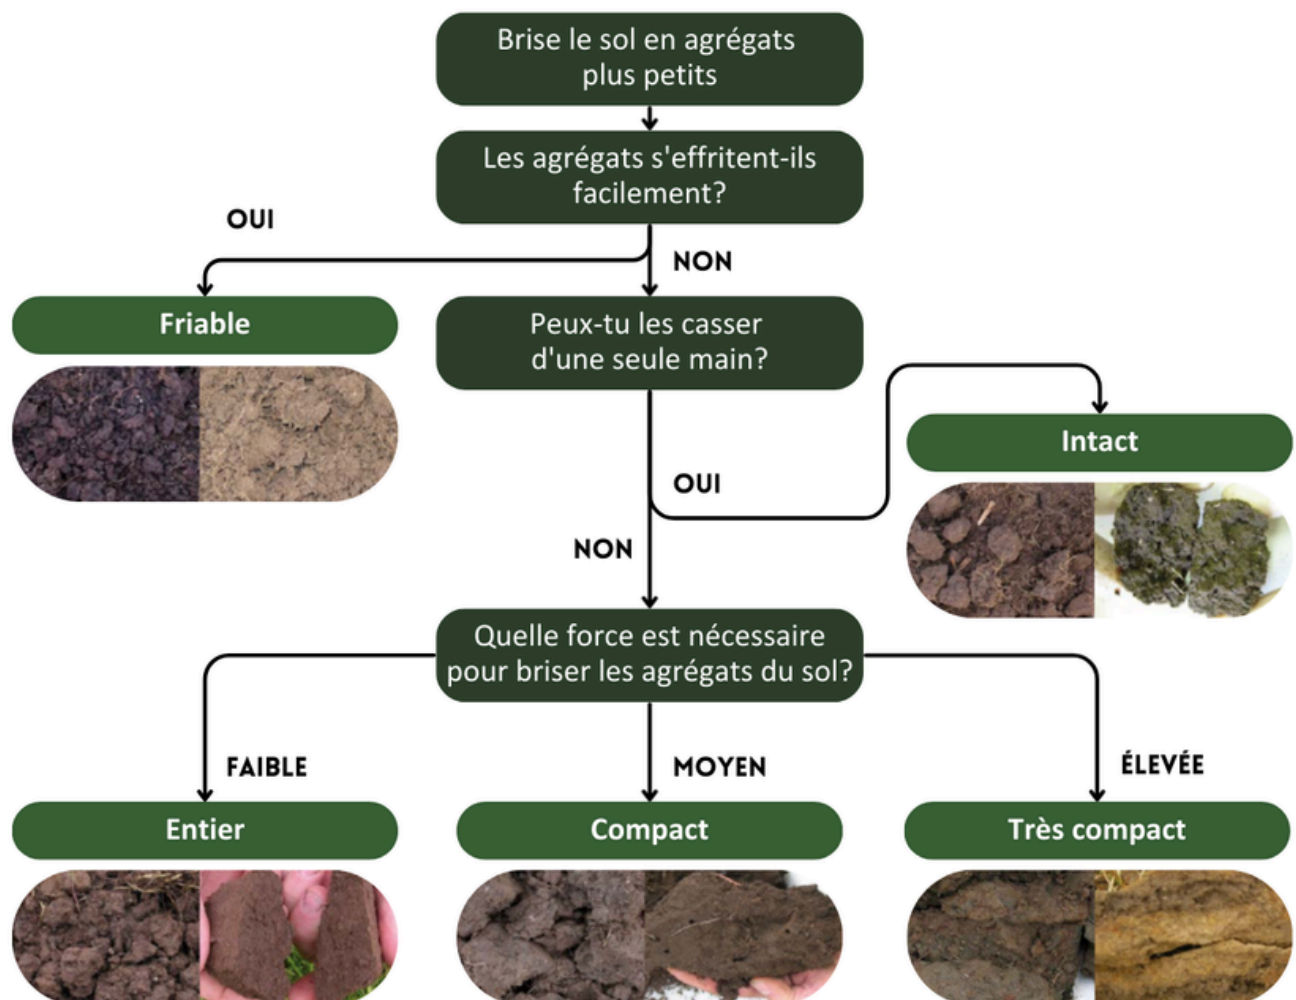 Brise le sol en agrégats
plus petits
Les agrégats s'effritent-ils
facilement?
OUI
NON
Friable
Peux-tu les casser
d'une seule main?
Intact
OUI
NON
Quelle force est nécessaire
pour briser les agrégats du sol?
FAIBLE
MOYEN
ÉLEVÉE
Entier
Compact
Très compact